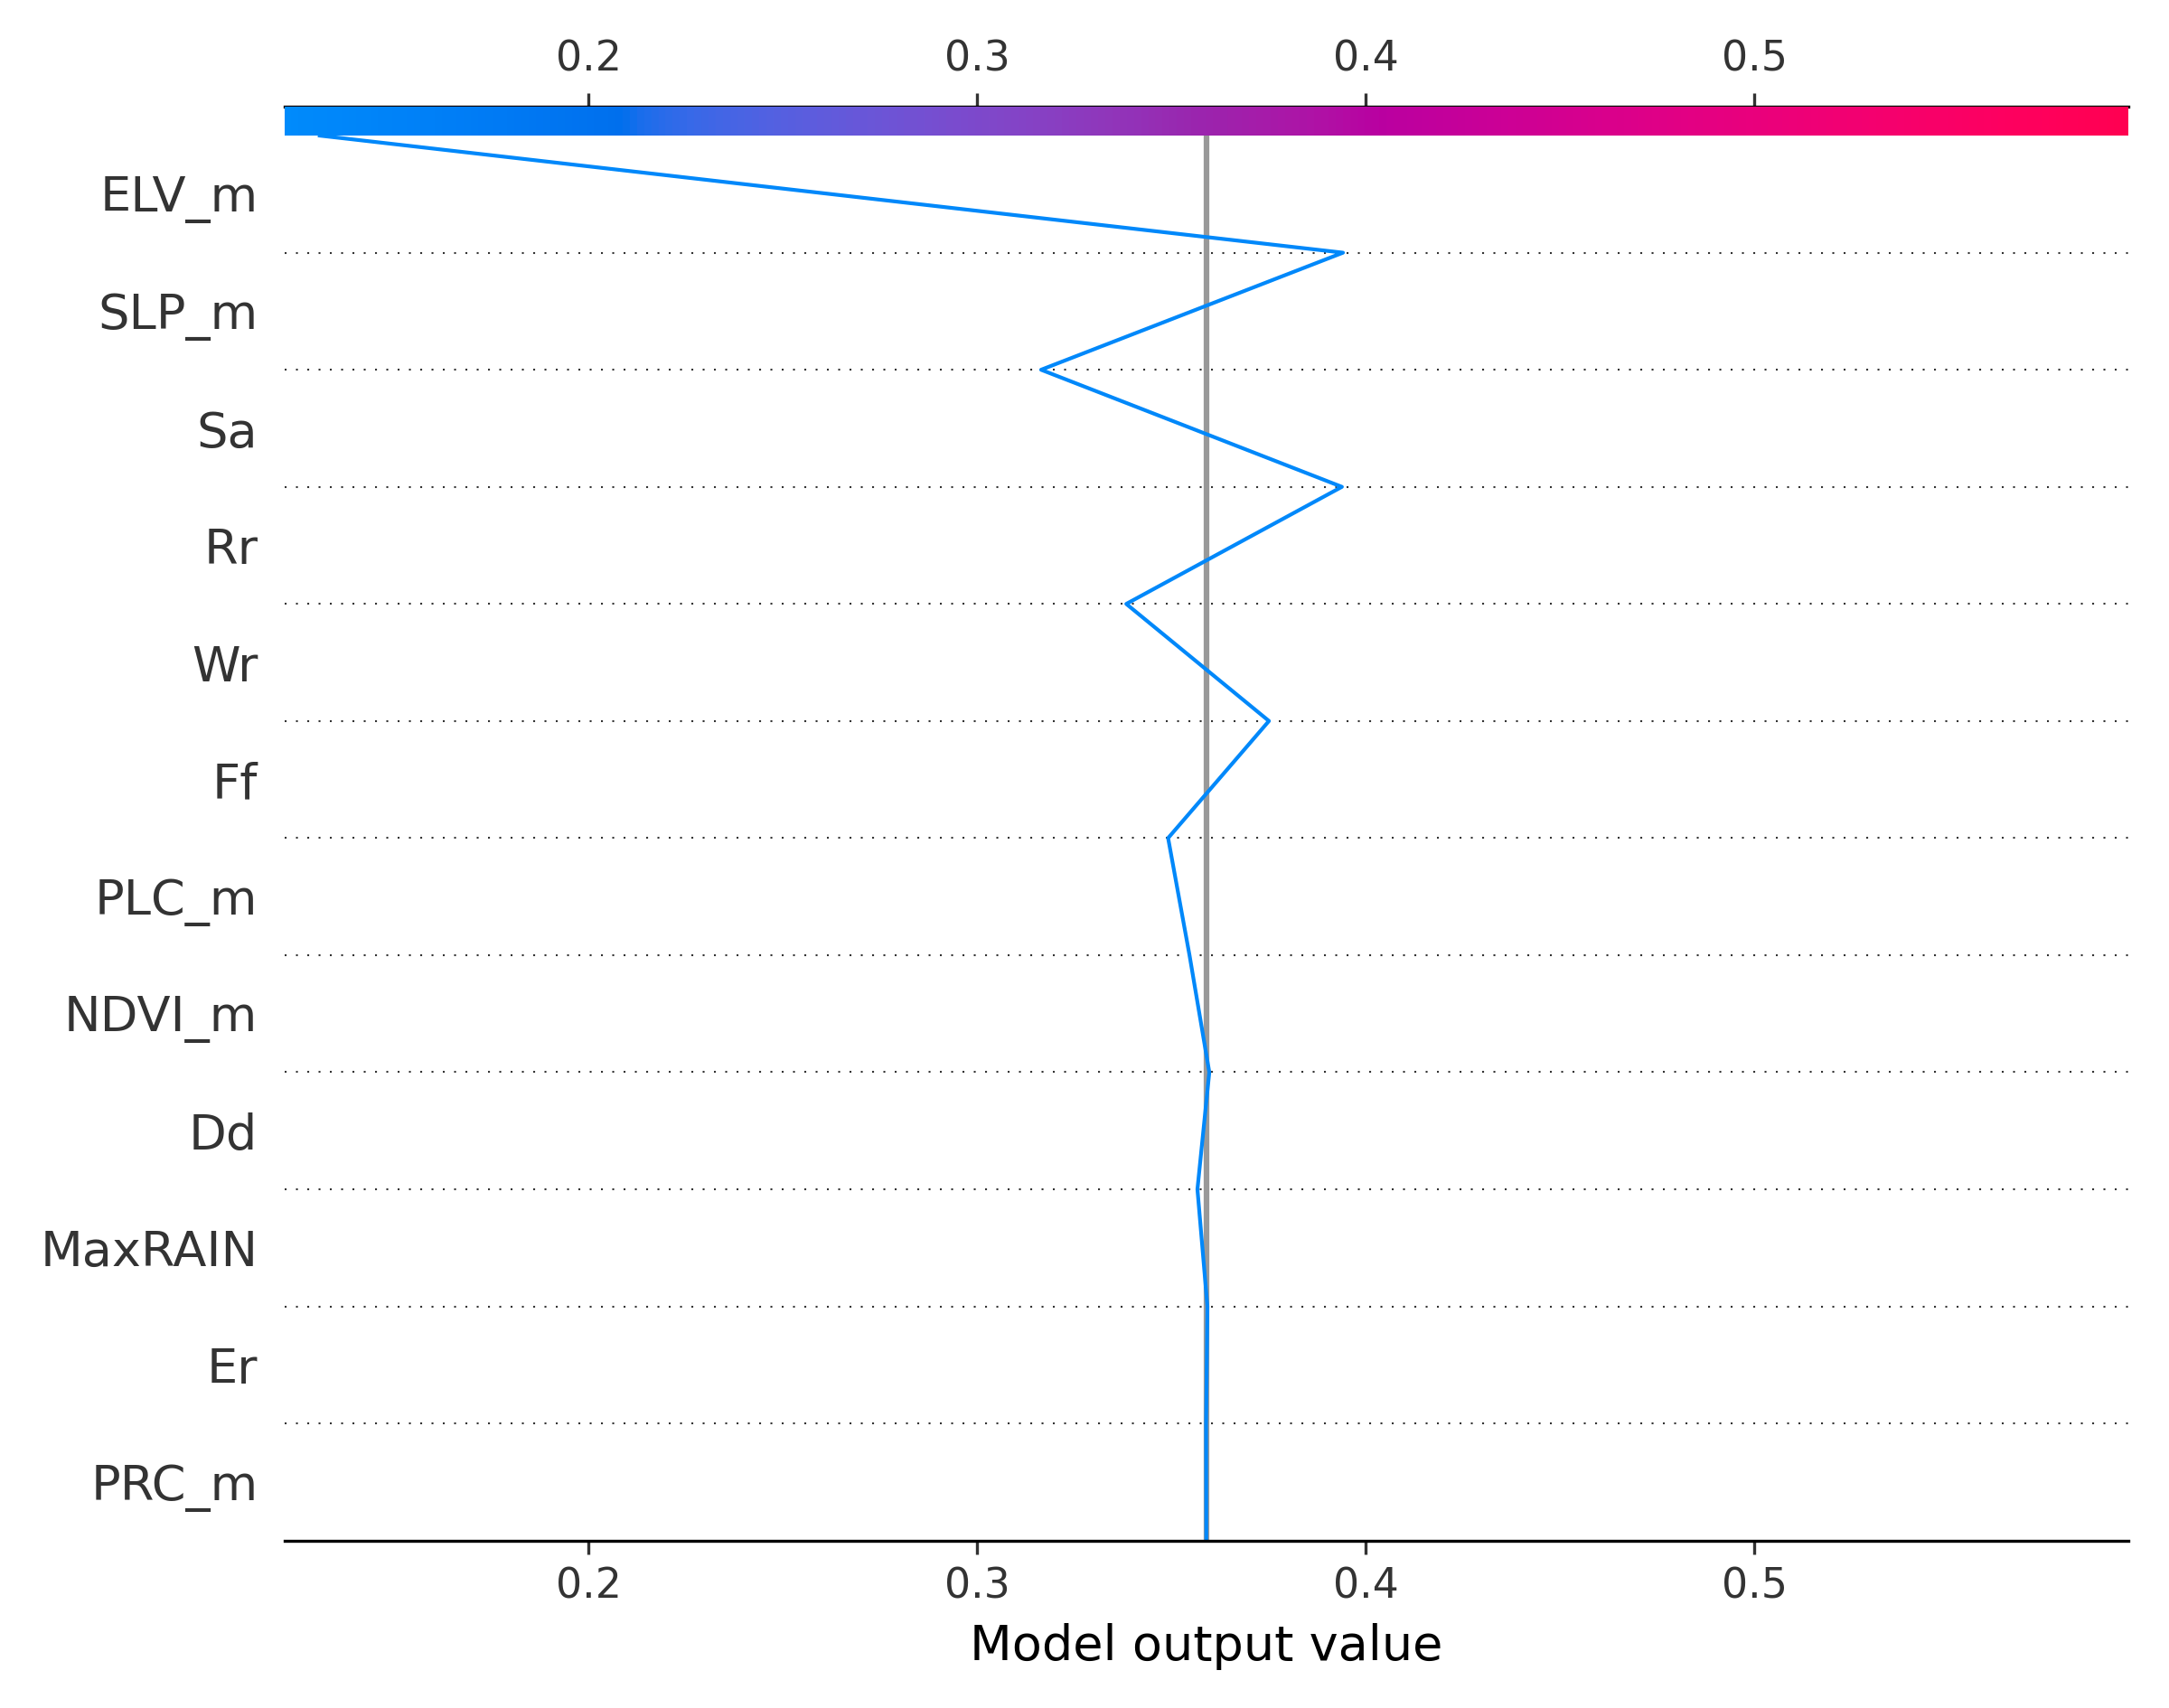 0.2 0.3 0.4 0.5
ELV_m
SLP_m
Sa
Rr
Wr
Ff
PLC_m
NDVI_m
Dd
MaxRAIN
Er
PRC_m
0.2 0.3 0.4 0.5
Model output value